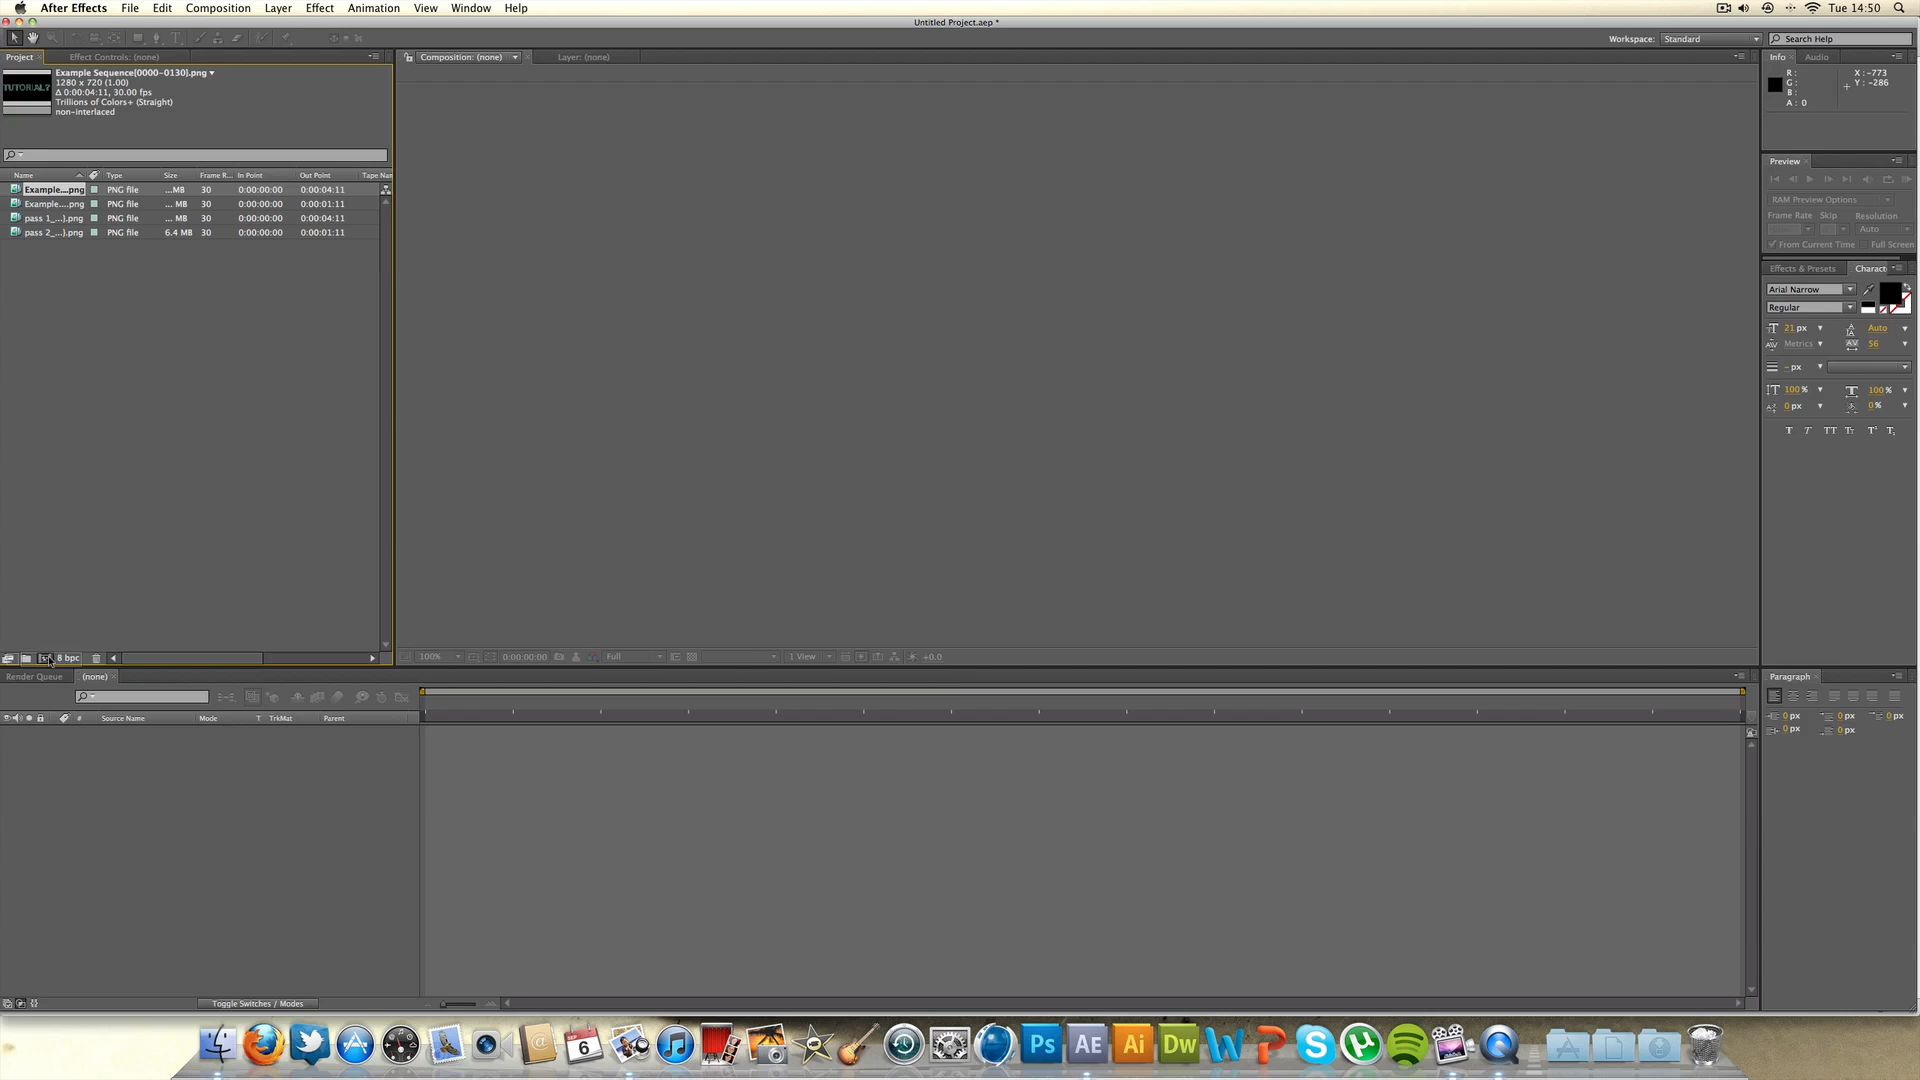 After Effects File Edit Composition Layer Effect Animation View Window Help Tue 14:50
Untitled Project.aep *
Workspace: Standard Search Help
Project Effect Controls: (none) Composition: (none) Layer: (none) Info Audio
Example Sequence[0000-0130].png
1280 x 720 (1.00)
Δ 0:00:04:11, 30.00 fps
Trillions of Colors+ (Straight)
non-interlaced
TUTORIAL?
R :
G :
B :
A : 0
X : -773
Y : -286
Preview
RAM Preview Options
Frame Rate Skip Resolution
Auto
From Current Time Full Screen
Name Type Size Frame R... In Point Out Point Tape Nan
Example....png PNG file ...MB 30 0:00:00:00 0:00:04:11
Example....png PNG file ... MB 30 0:00:00:00 0:00:01:11
pass 1_...].png PNG file ... MB 30 0:00:00:00 0:00:04:11
pass 2_...].png PNG file 6.4 MB 30 0:00:00:00 0:00:01:11
Effects & Presets Charact
Arial Narrow
Regular
21 px Auto
Metrics 56
- px
100 % 100 %
0 px 0 %
T T TT Tr T¹ T₁
8 bpc
100% 0:00:00:00 Full 1 View +0.0
Render Queue (none)
# Source Name Mode T TrkMat Parent
Toggle Switches / Modes
Paragraph
0 px 0 px 0 px
0 px 0 px
SEP
6
Ps AE Ai Dw W P S